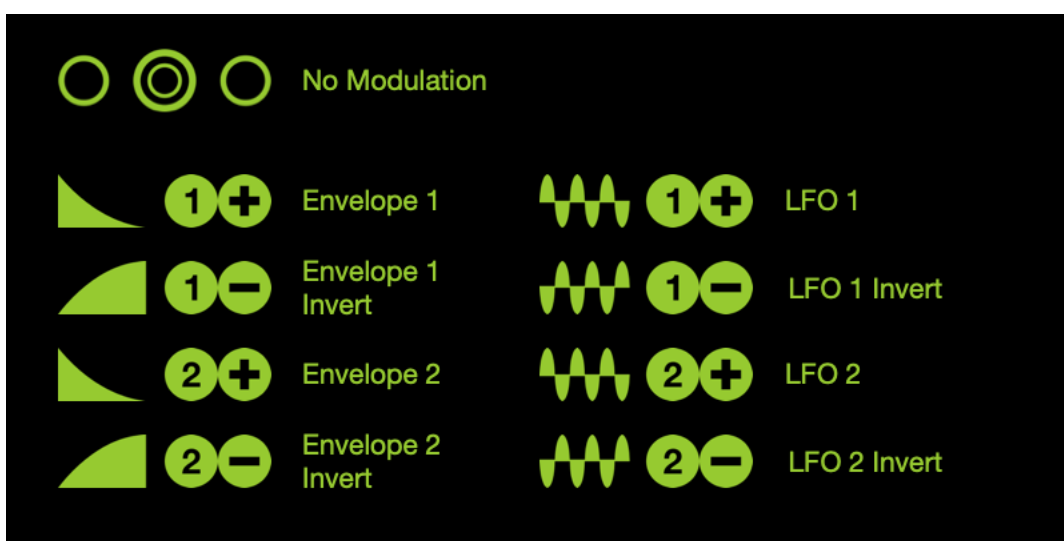 No Modulation
1+ Envelope 1
1− Envelope 1
Invert
2+ Envelope 2
2− Envelope 2
Invert
1+ LFO 1
1− LFO 1 Invert
2+ LFO 2
2− LFO 2 Invert